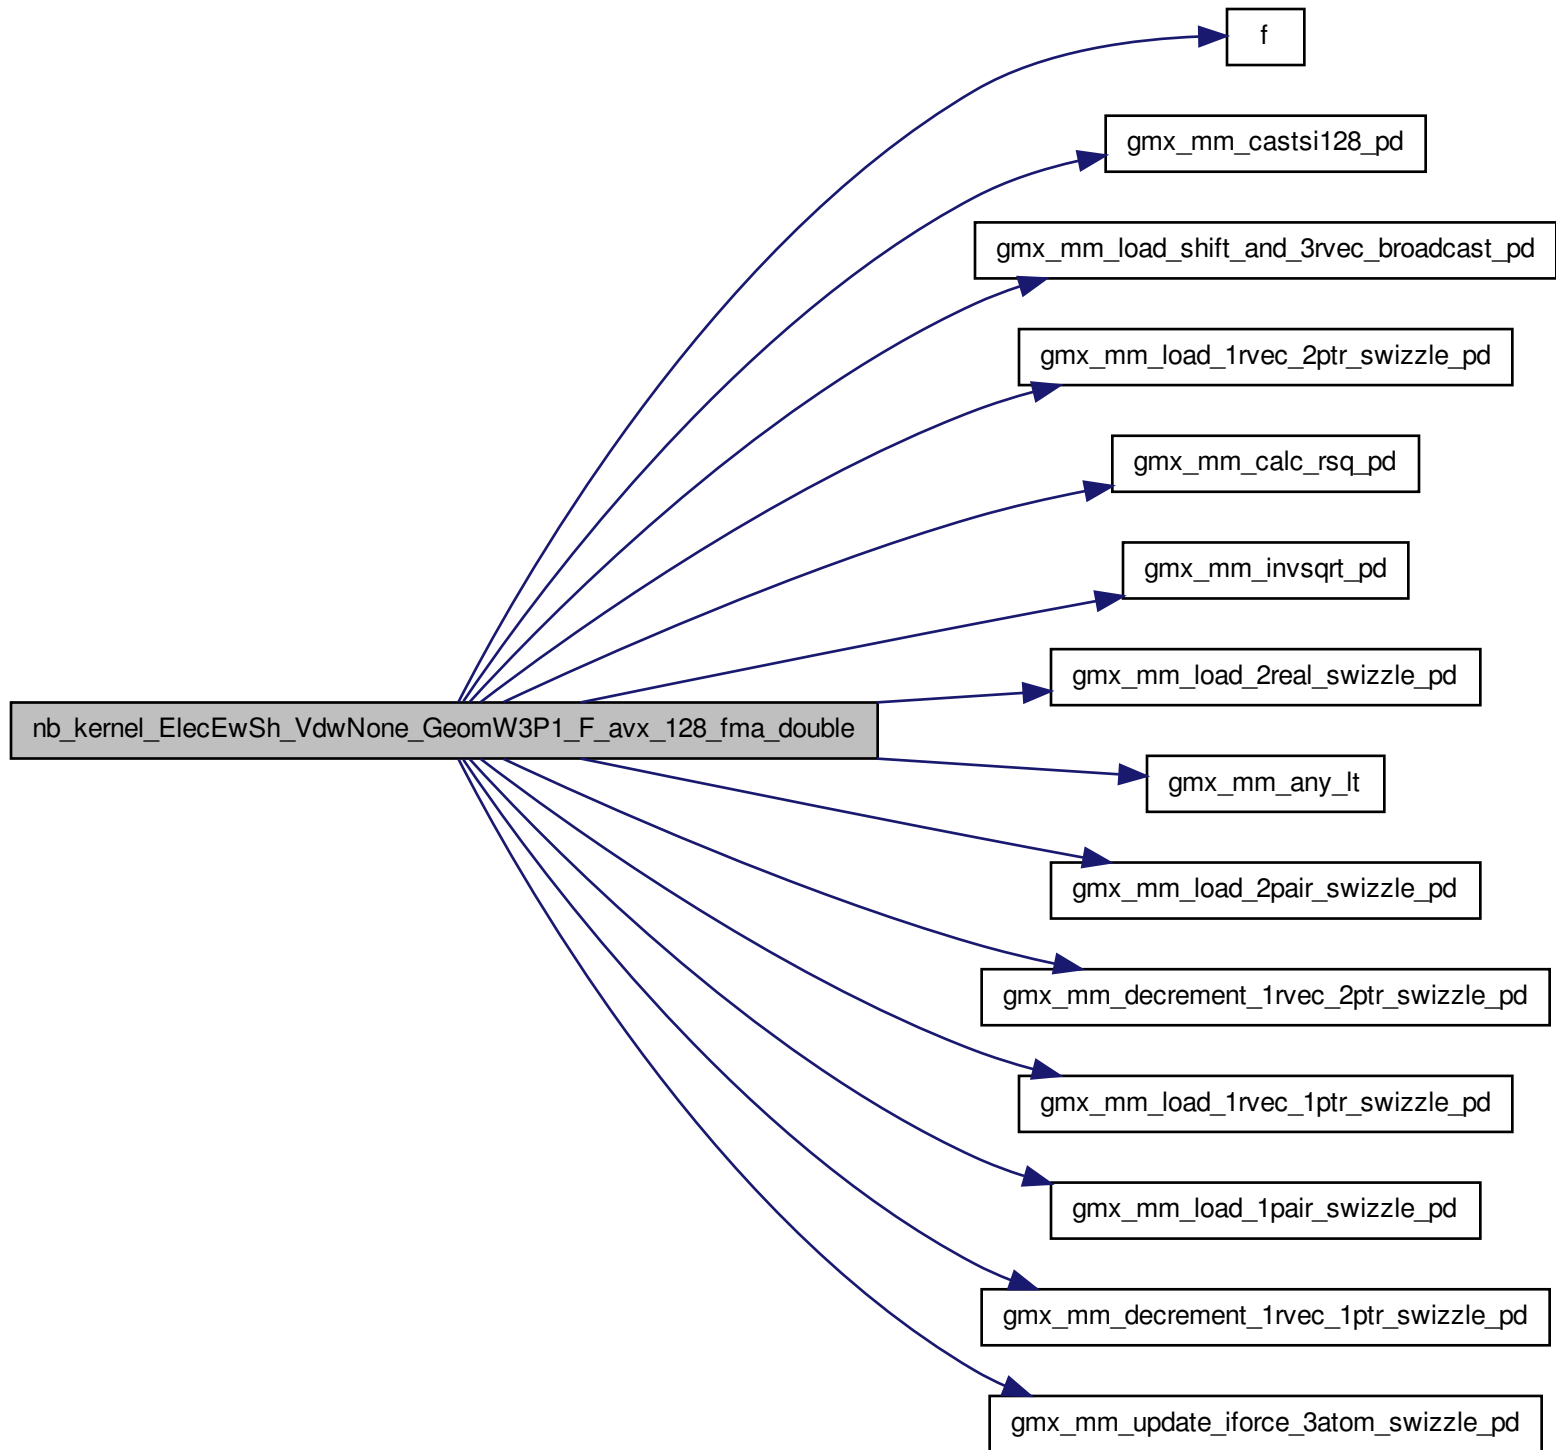 f
gmx_mm_castsi128_pd
gmx_mm_load_shift_and_3rvec_broadcast_pd
gmx_mm_load_1rvec_2ptr_swizzle_pd
gmx_mm_calc_rsq_pd
gmx_mm_invsqrt_pd
gmx_mm_load_2real_swizzle_pd
nb_kernel_ElecEwSh_VdwNone_GeomW3P1_F_avx_128_fma_double
gmx_mm_any_lt
gmx_mm_load_2pair_swizzle_pd
gmx_mm_decrement_1rvec_2ptr_swizzle_pd
gmx_mm_load_1rvec_1ptr_swizzle_pd
gmx_mm_load_1pair_swizzle_pd
gmx_mm_decrement_1rvec_1ptr_swizzle_pd
gmx_mm_update_iforce_3atom_swizzle_pd